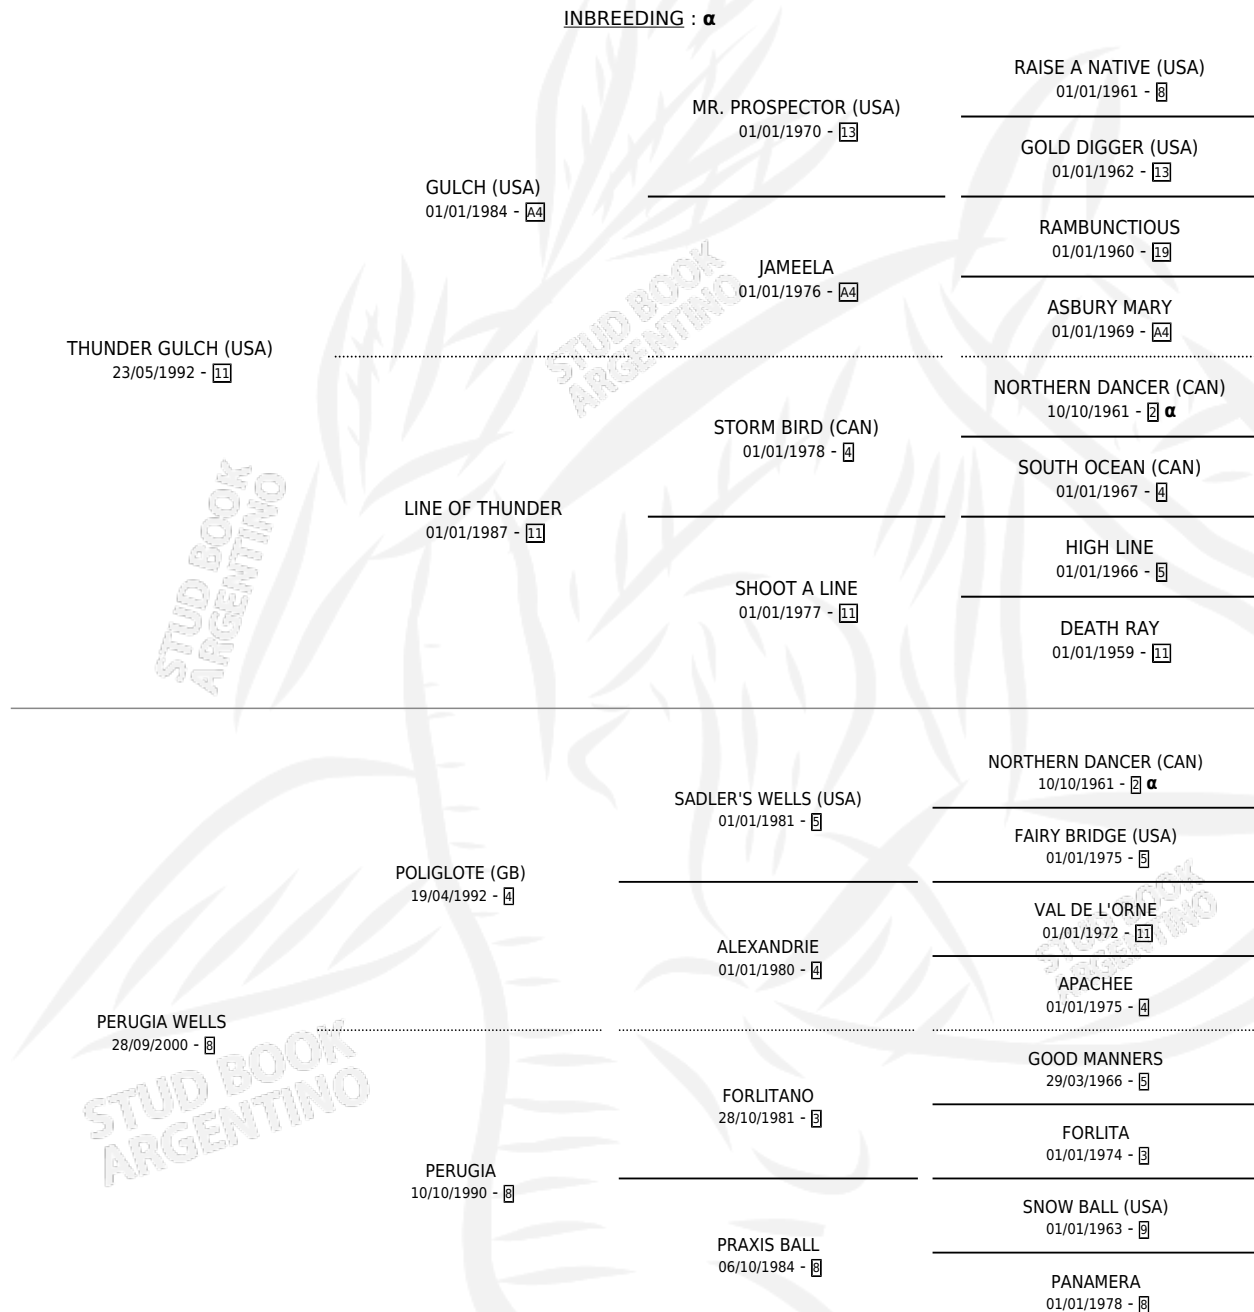 INBREEDING : α
RAISE A NATIVE (USA)
01/01/1961 - 8
MR. PROSPECTOR (USA)
01/01/1970 - 13
GOLD DIGGER (USA)
01/01/1962 - 13
GULCH (USA)
01/01/1984 - A4
RAMBUNCTIOUS
01/01/1960 - 19
JAMEELA
01/01/1976 - A4
ASBURY MARY
01/01/1969 - A4
THUNDER GULCH (USA)
23/05/1992 - 11
NORTHERN DANCER (CAN)
10/10/1961 - 2 α
STORM BIRD (CAN)
01/01/1978 - 4
SOUTH OCEAN (CAN)
01/01/1967 - 4
LINE OF THUNDER
01/01/1987 - 11
HIGH LINE
01/01/1966 - 5
SHOOT A LINE
01/01/1977 - 11
DEATH RAY
01/01/1959 - 11
NORTHERN DANCER (CAN)
10/10/1961 - 2 α
SADLER'S WELLS (USA)
01/01/1981 - 5
FAIRY BRIDGE (USA)
01/01/1975 - 5
POLIGLOTE (GB)
19/04/1992 - 4
VAL DE L'ORNE
01/01/1972 - 11
ALEXANDRIE
01/01/1980 - 4
APACHEE
01/01/1975 - 4
PERUGIA WELLS
28/09/2000 - 8
GOOD MANNERS
29/03/1966 - 5
FORLITANO
28/10/1981 - 3
FORLITA
01/01/1974 - 3
PERUGIA
10/10/1990 - 8
SNOW BALL (USA)
01/01/1963 - 9
PRAXIS BALL
06/10/1984 - 8
PANAMERA
01/01/1978 - 8
STUD BOOK
ARGENTINO
STUD BOOK
ARGENTINO
STUD BOOK
ARGENTINO
STUD BOOK
ARGENTINO